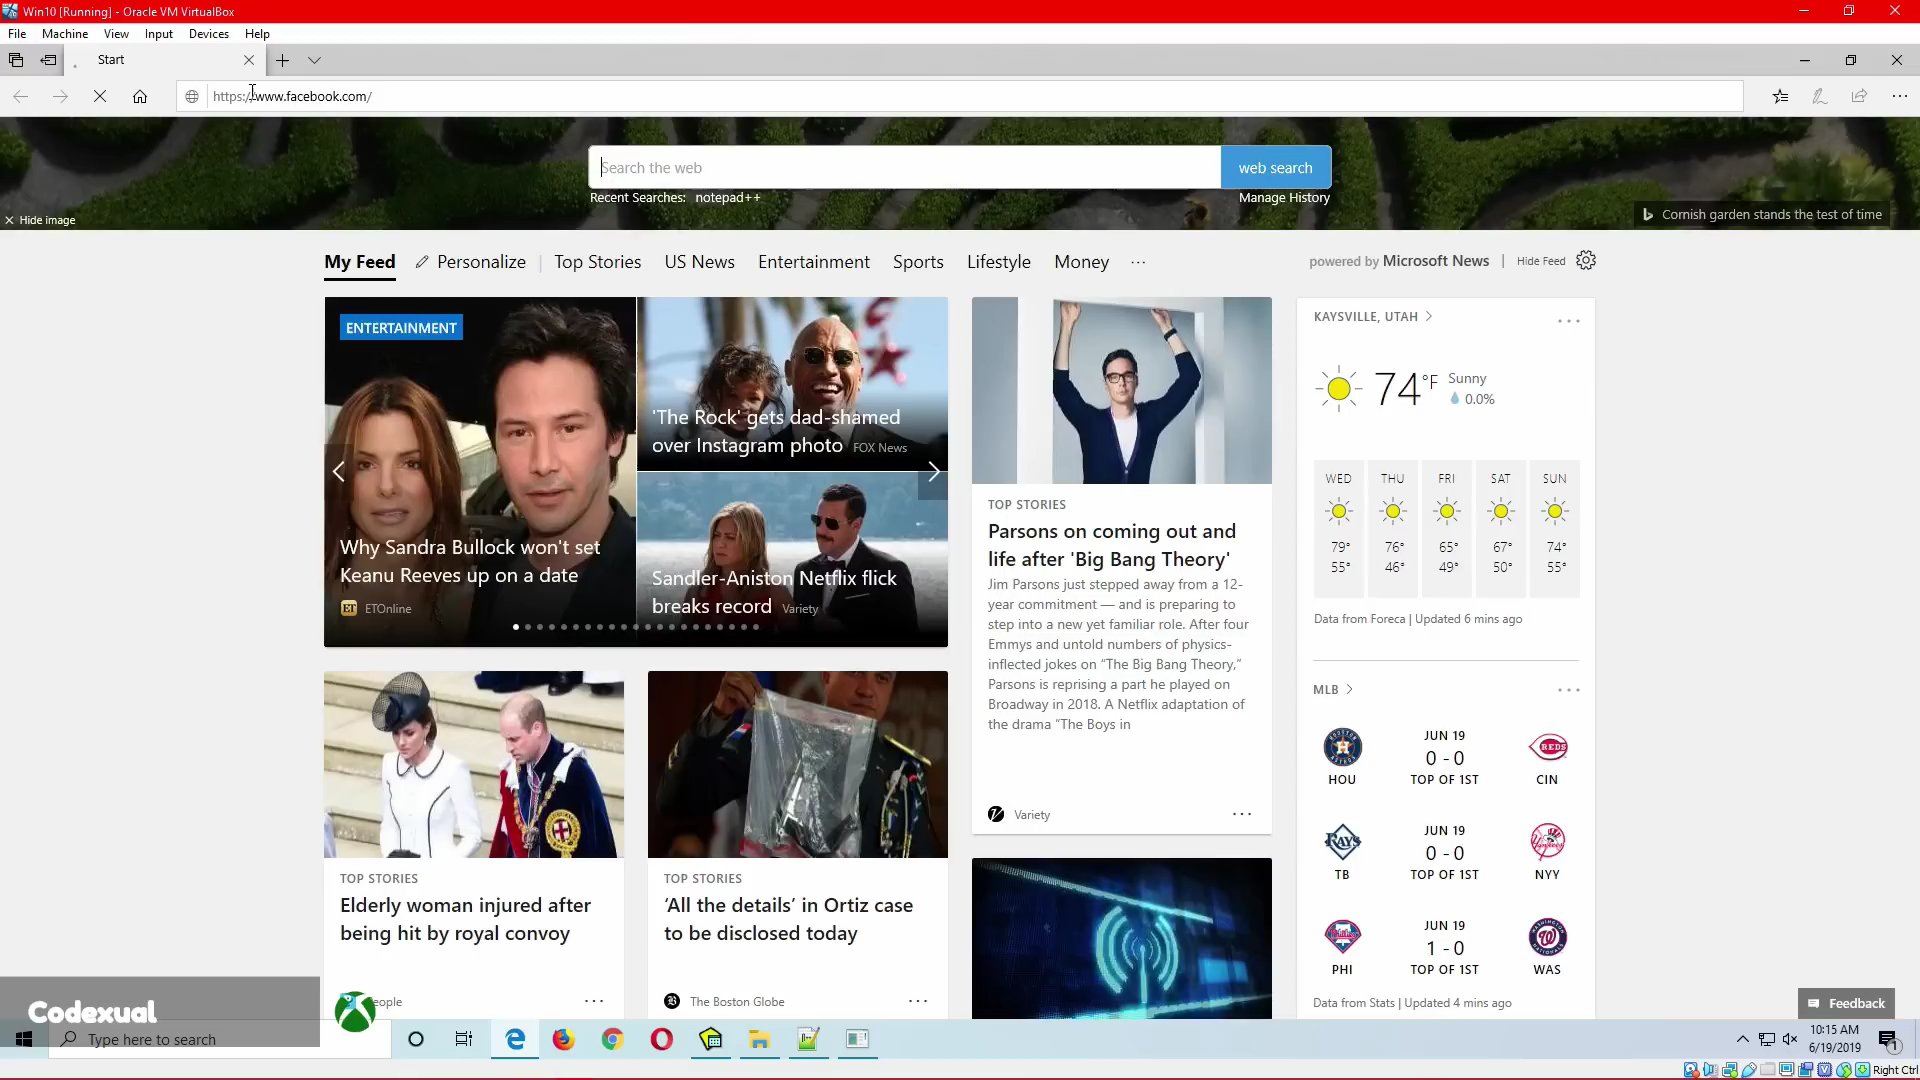 Win10 [Running] - Oracle VM VirtualBox
File Machine View Input Devices Help
Start
https://www.facebook.com/
Search the web
web search
Recent Searches: notepad++
Manage History
Hide image
Cornish garden stands the test of time
My Feed Personalize Top Stories US News Entertainment Sports Lifestyle Money ...
powered by Microsoft News | Hide Feed
ENTERTAINMENT
Why Sandra Bullock won't set
Keanu Reeves up on a date
ET ETOnline
'The Rock' gets dad-shamed
over Instagram photo FOX News
Sandler-Aniston Netflix flick
breaks record Variety
TOP STORIES
Parsons on coming out and
life after 'Big Bang Theory'
Jim Parsons just stepped away from a 12-
year commitment — and is preparing to
step into a new yet familiar role. After four
Emmys and untold numbers of physics-
inflected jokes on “The Big Bang Theory,”
Parsons is reprising a part he played on
Broadway in 2018. A Netflix adaptation of
the drama “The Boys in
Variety
KAYSVILLE, UTAH
74°F Sunny
0.0%
WED THU FRI SAT SUN
79° 76° 65° 67° 74°
55° 46° 49° 50° 55°
Data from Foreca | Updated 6 mins ago
MLB
JUN 19
0 - 0
HOU TOP OF 1ST CIN
REDS
JUN 19
0 - 0
RAYS
TB TOP OF 1ST NYY
JUN 19
1 - 0
PHI TOP OF 1ST WAS
Data from Stats | Updated 4 mins ago
TOP STORIES
Elderly woman injured after
being hit by royal convoy
eople
TOP STORIES
‘All the details’ in Ortiz case
to be disclosed today
B The Boston Globe
Feedback
Codexual
Type here to search
10:15 AM
6/19/2019
1
Right Ctrl